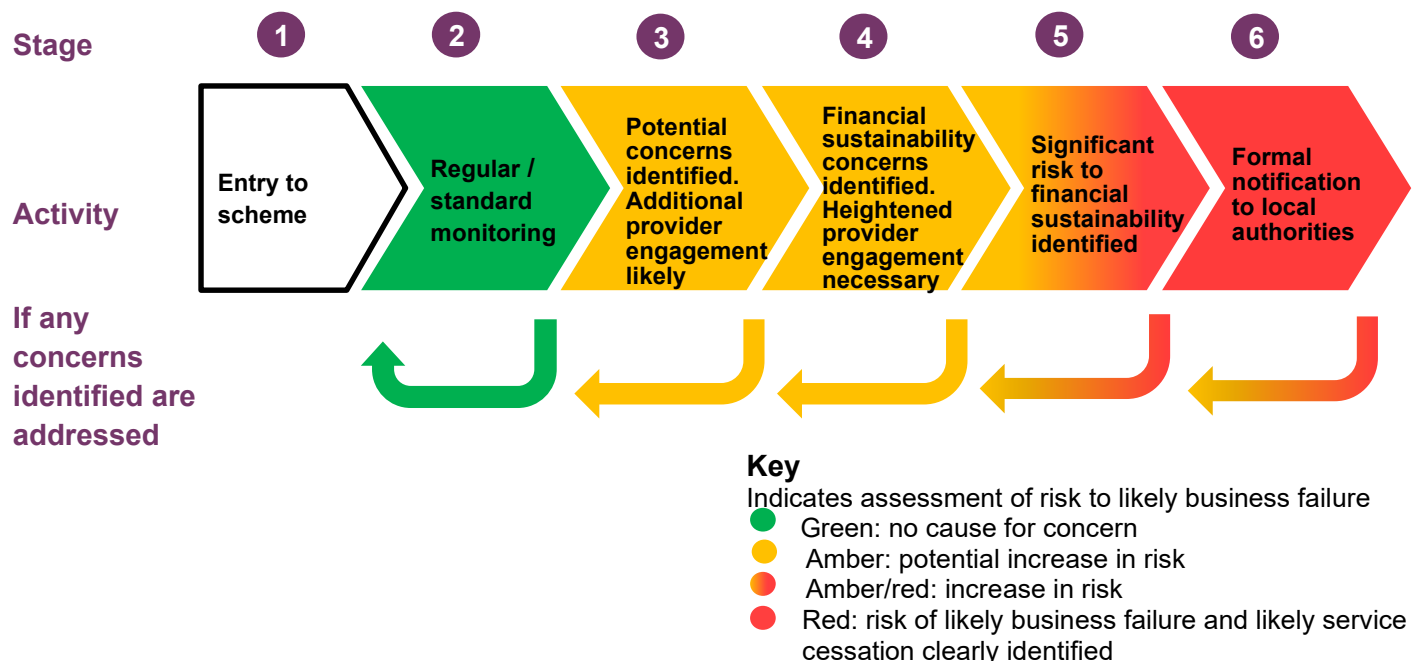 Stage
1
2
3
4
5
6
Activity
Entry to
scheme
Regular /
standard
monitoring
Potential
concerns
identified.
Additional
provider
engagement
likely
Financial
sustainability
concerns
identified.
Heightened
provider
engagement
necessary
Significant
risk to
financial
sustainability
identified
Formal
notification
to local
authorities
If any
concerns
identified are
addressed
Key
Indicates assessment of risk to likely business failure
Green: no cause for concern
Amber: potential increase in risk
Amber/red: increase in risk
Red: risk of likely business failure and likely service
cessation clearly identified